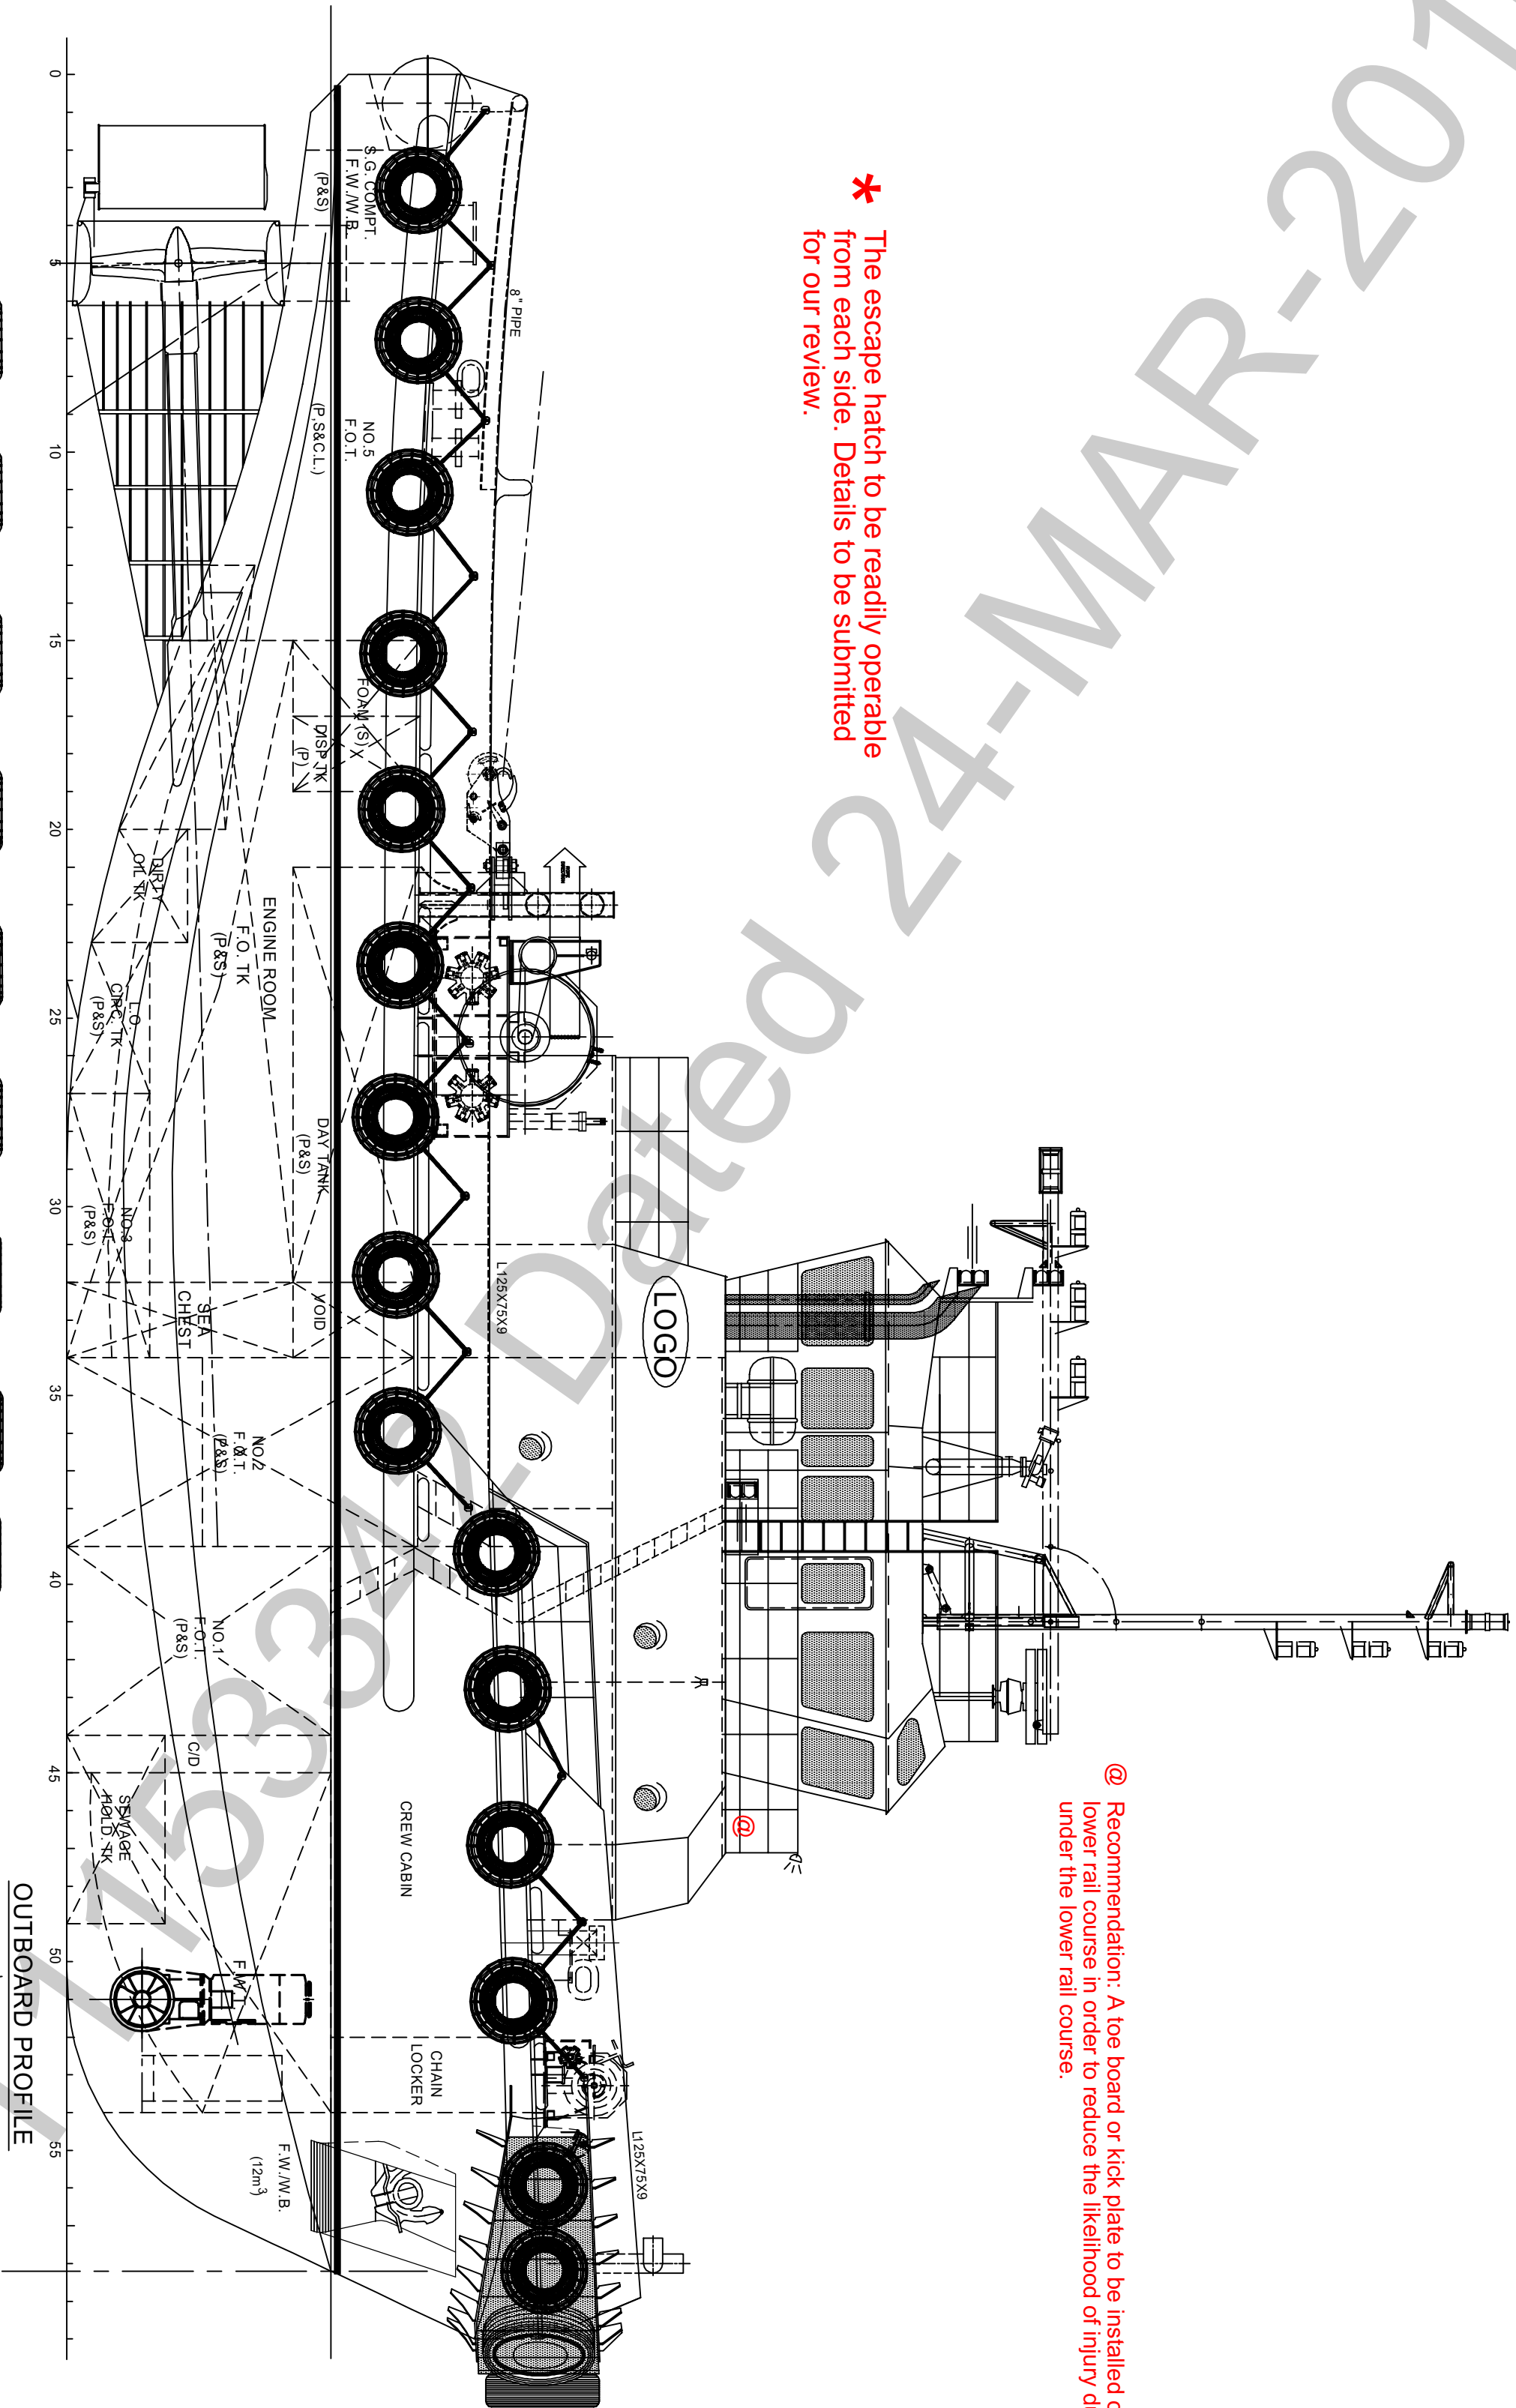 * The escape hatch to be readily operable
from each side. Details to be submitted
for our review.
@ Recommendation: A toe board or kick plate to be installed
lower rail course in order to reduce the likelihood of injury
under the lower rail course.
@
LOGO
8" PIPE
L125X75X9
L125X75X9
S.G. COMPT.
F.W./W.B.
(P&S)
NO.5
F.O.T.
(P,S&C.L.)
FOAM (S)
DISP.TK
(P)
ENGINE ROOM
F.O. TK
(P&S)
DIRTY
OIL TK
L.O.
CIRC. TK
(P&S)
DAY TANK
(P&S)
NO.3
F.O.T.
(P&S)
VOID
SEA
CHEST
NO.2
F.O.T.
(P&S)
NO.1
F.O.T.
(P&S)
C/D
SEWAGE
HOLD TK
CREW CABIN
F.W.T
CHAIN
LOCKER
F.W./W.B.
(12m³)
0 5 10 15 20 25 30 35 40 45 50 55
OUTBOARD PROFILE
1153342 Dated 24-MAR-201